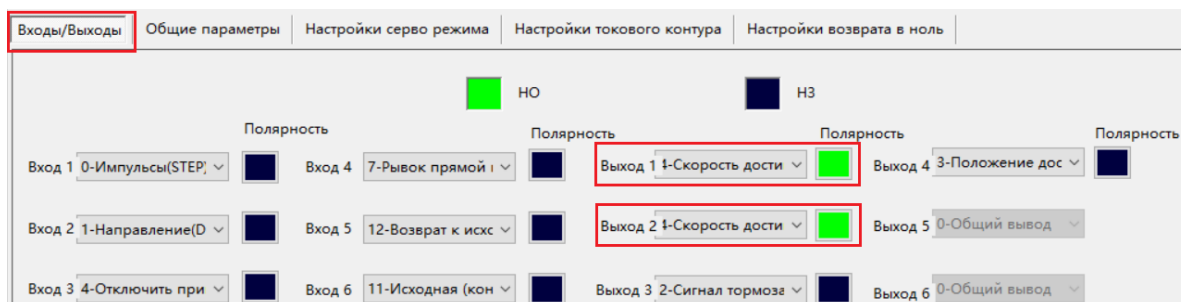 Входы/Выходы Общие параметры Настройки серво режима Настройки токового контура Настройки возврата в ноль
НО НЗ
Полярность Полярность Полярность Полярность
Вход 1 0-Импульсы(STEP) Вход 4 7-Рывок прямой Выход 1 4-Скорость дости Выход 4 3-Положение дос
Вход 2 1-Направление(D Вход 5 12-Возврат к исхс Выход 2 4-Скорость дости Выход 5 0-Общий вывод
Вход 3 4-Отключить при Вход 6 11-Исходная (кон Выход 3 2-Сигнал тормоза Выход 6 0-Общий вывод